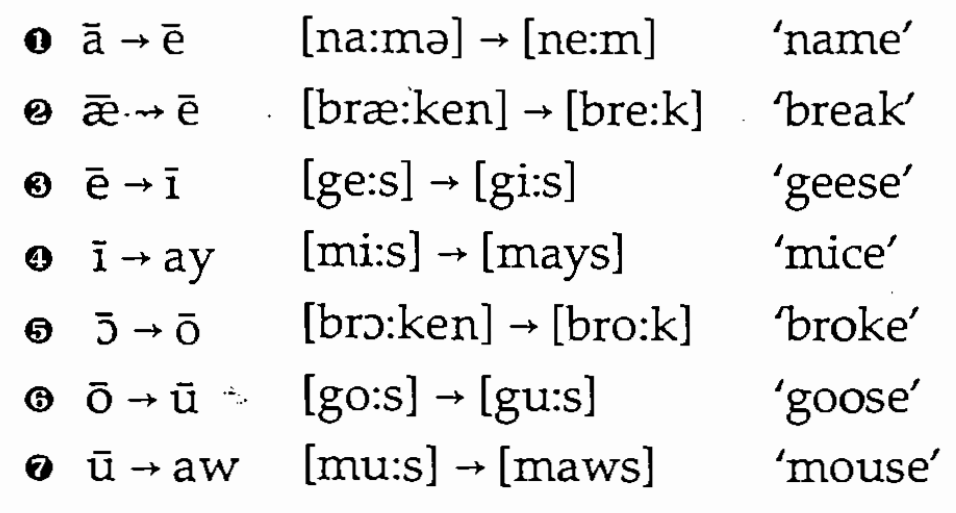 ❶ ā → ē [na:mə] → [ne:m] ‘name’
❷ ǣ → ē [bræ:ken] → [bre:k] ‘break’
❸ ē → ī [ge:s] → [gi:s] ‘geese’
❹ ī → ay [mi:s] → [mays] ‘mice’
❺ ɔ̄ → ō [brɔ:ken] → [bro:k] ‘broke’
❻ ō → ū [go:s] → [gu:s] ‘goose’
❼ ū → aw [mu:s] → [maws] ‘mouse’